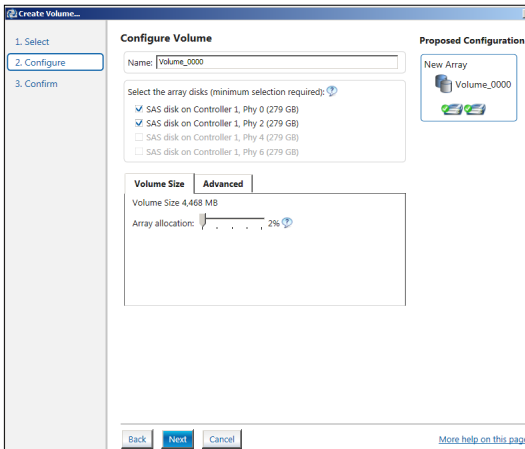 Create Volume...
1. Select
2. Configure
3. Confirm
Configure Volume
Name: Volume_0000
Select the array disks (minimum selection required):
SAS disk on Controller 1, Phy 0 (279 GB)
SAS disk on Controller 1, Phy 2 (279 GB)
SAS disk on Controller 1, Phy 4 (279 GB)
SAS disk on Controller 1, Phy 6 (279 GB)
Volume Size Advanced
Volume Size 4,468 MB
Array allocation: 2%
Proposed Configuration
New Array
Volume_0000
Back Next Cancel
More help on this page